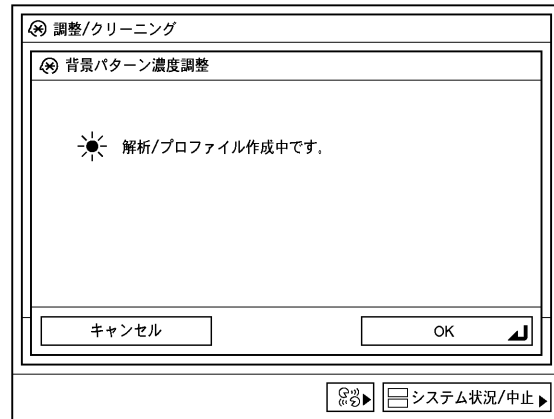 調整/クリーニング
背景パターン濃度調整
解析/プロファイル作成中です。
キャンセル
OK
システム状況/中止